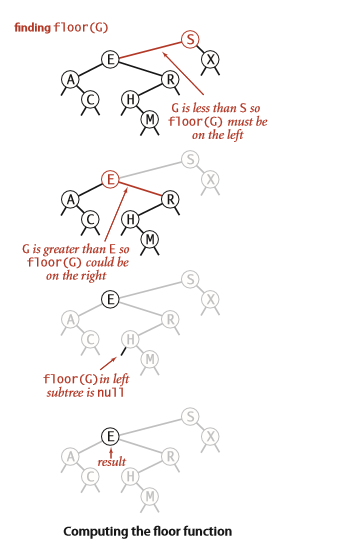 finding floor(G)
S
E
X
A
R
C
H
M
G is less than S so
floor(G) must be
on the left
S
E
X
A
R
C
H
M
G is greater than E so
floor(G) could be
on the right
S
E
X
A
R
C
H
M
floor(G)in left
subtree is null
S
E
X
A
R
result
C
H
M
Computing the floor function